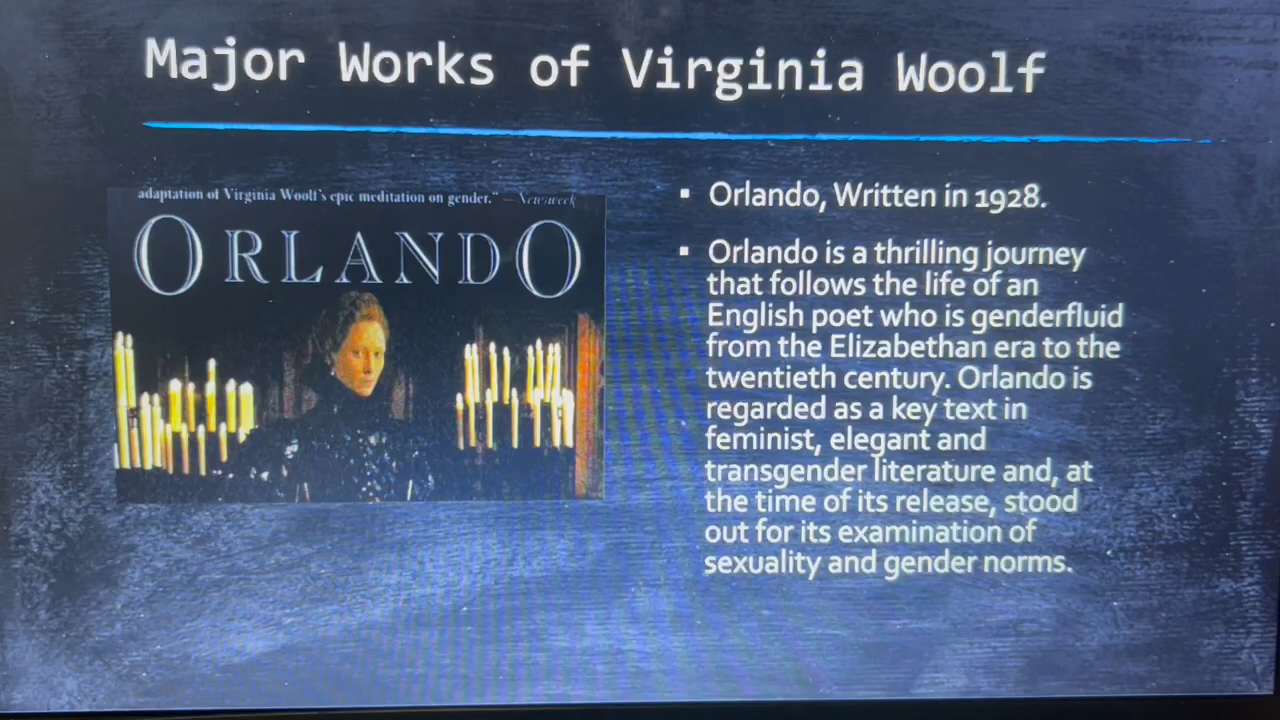 Major Works of Virginia Woolf
adaptation of Virginia Woolf's epic meditation on gender." — Newsweek
ORLANDO
▪ Orlando, Written in 1928.
▪ Orlando is a thrilling journey
that follows the life of an
English poet who is genderfluid
from the Elizabethan era to the
twentieth century. Orlando is
regarded as a key text in
feminist, elegant and
transgender literature and, at
the time of its release, stood
out for its examination of
sexuality and gender norms.